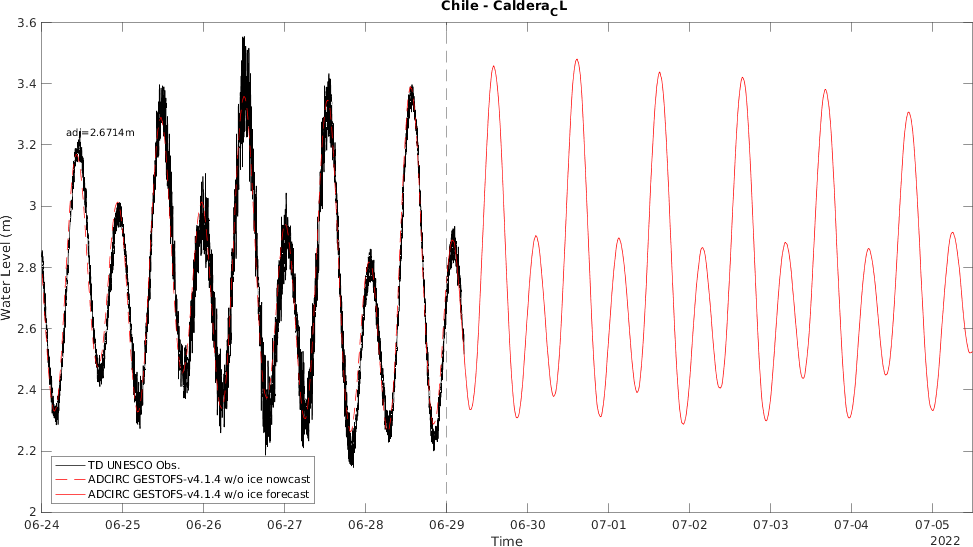 Chile - Caldera_CL
3.6
3.4
3.2
3
2.8
2.6
2.4
2.2
2
Water Level (m)
adj=2.6714m
TD UNESCO Obs.
ADCIRC GESTOFS-v4.1.4 w/o ice nowcast
ADCIRC GESTOFS-v4.1.4 w/o ice forecast
06-24 06-25 06-26 06-27 06-28 06-29 06-30 07-01 07-02 07-03 07-04 07-05
Time
2022